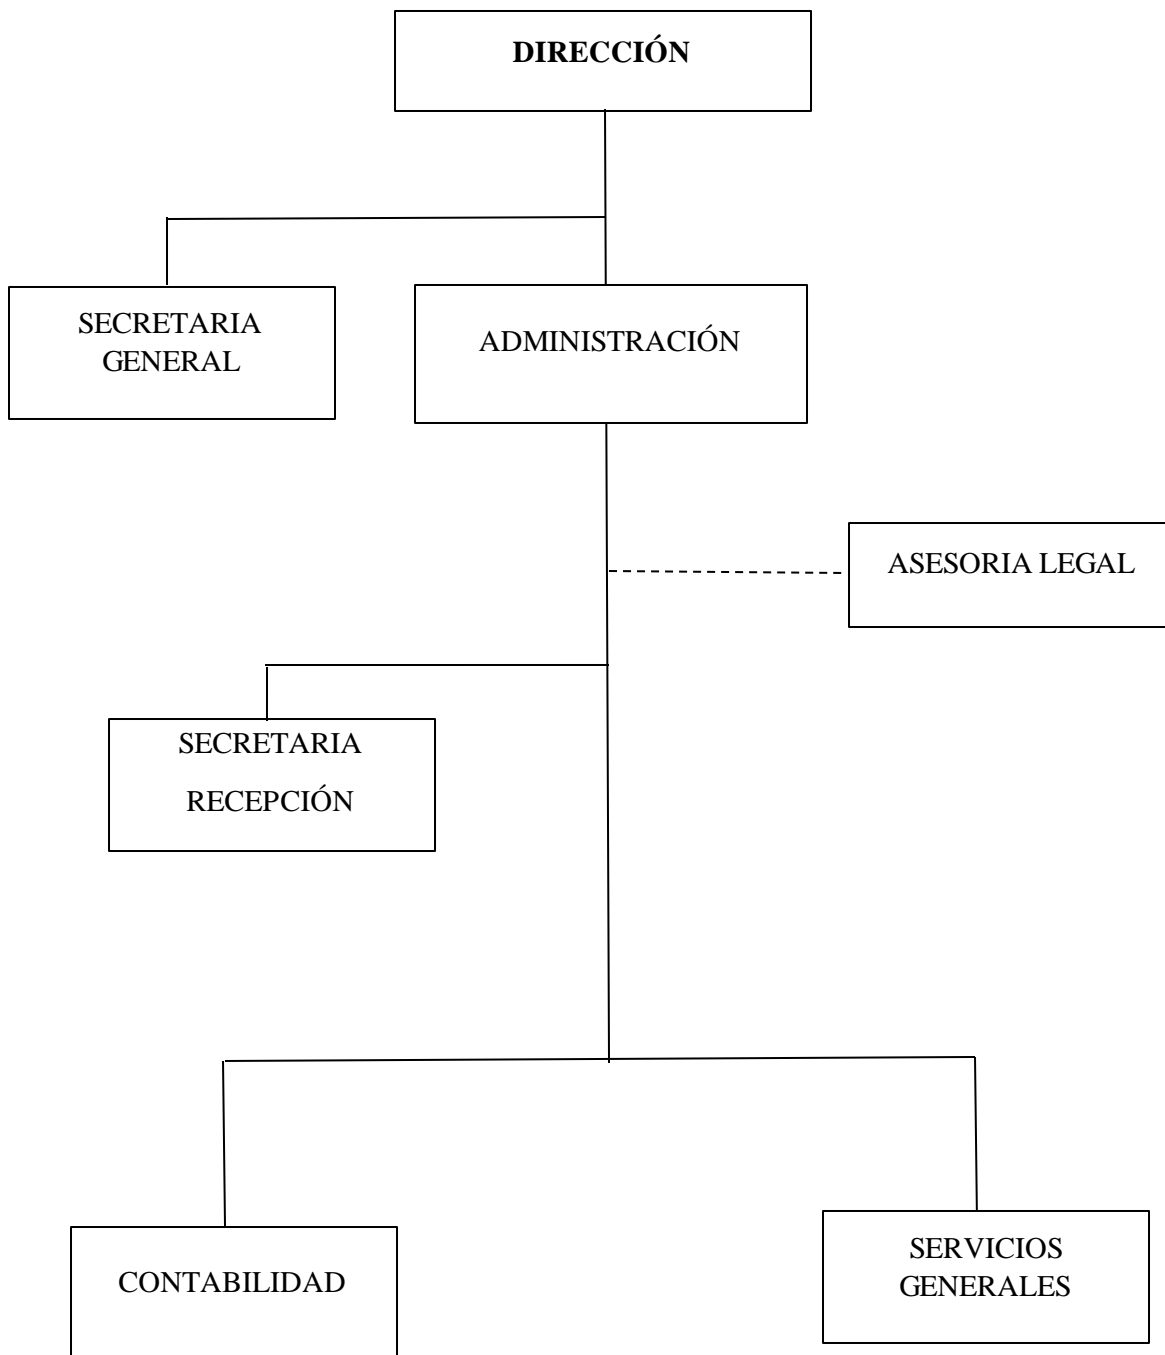 DIRECCIÓN
SECRETARIA
GENERAL
ADMINISTRACIÓN
ASESORIA LEGAL
SECRETARIA
RECEPCIÓN
CONTABILIDAD
SERVICIOS
GENERALES